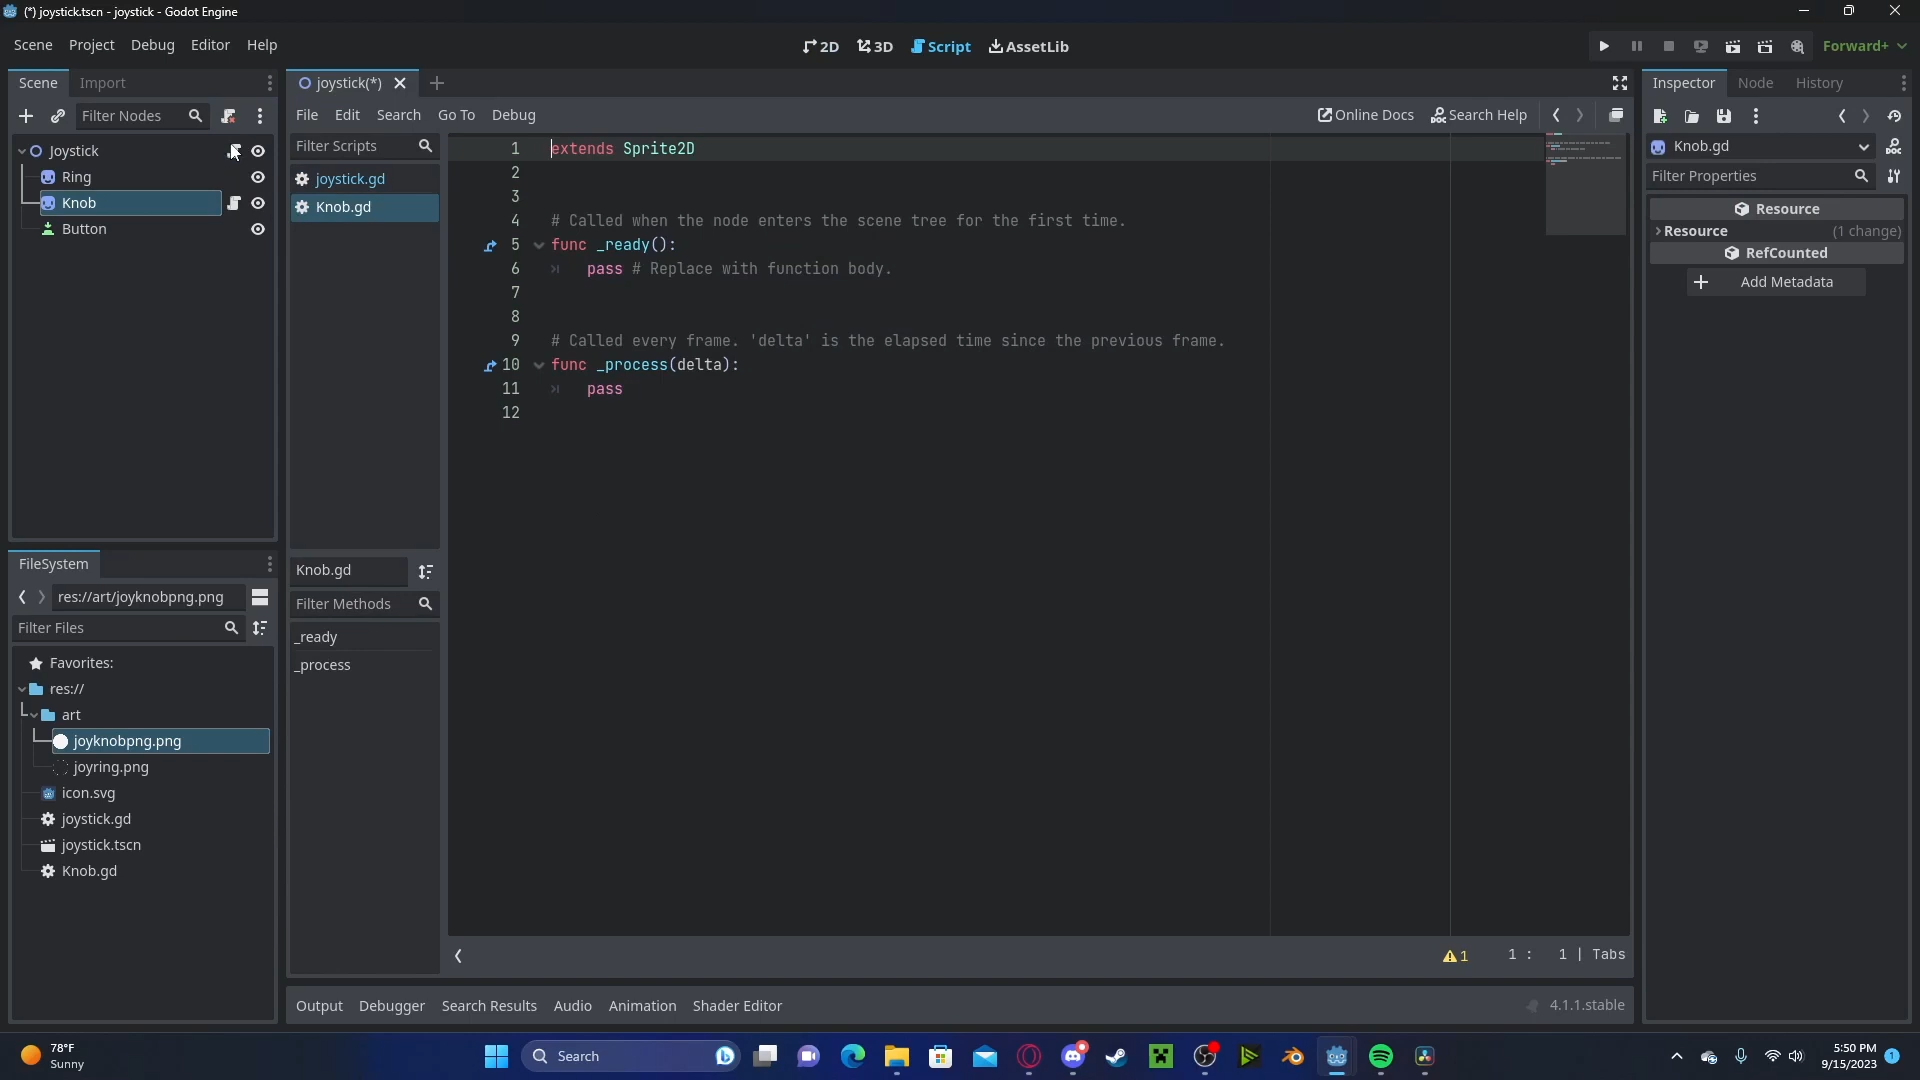 (*) joystick.tscn - joystick - Godot Engine
Scene Project Debug Editor Help
2D 3D Script AssetLib
Forward+
Scene Import
joystick(*)
Inspector Node History
Filter Nodes
File Edit Search Go To Debug
Online Docs Search Help
Joystick
Ring
Knob
Button
Filter Scripts
joystick.gd
Knob.gd
1 extends Sprite2D
2
3
4 # Called when the node enters the scene tree for the first time.
5 func _ready():
6 pass # Replace with function body.
7
8
9 # Called every frame. 'delta' is the elapsed time since the previous frame.
10 func _process(delta):
11 pass
12
Knob.gd
Filter Properties
Resource
Resource (1 change)
RefCounted
Add Metadata
Knob.gd
Filter Methods
_ready
_process
FileSystem
res://art/joyknobpng.png
Filter Files
Favorites:
res://
art
joyknobpng.png
joyring.png
icon.svg
joystick.gd
joystick.tscn
Knob.gd
1 1 : 1 | Tabs
Output Debugger Search Results Audio Animation Shader Editor
4.1.1.stable
78°F
Sunny
Search
5:50 PM
9/15/2023
1